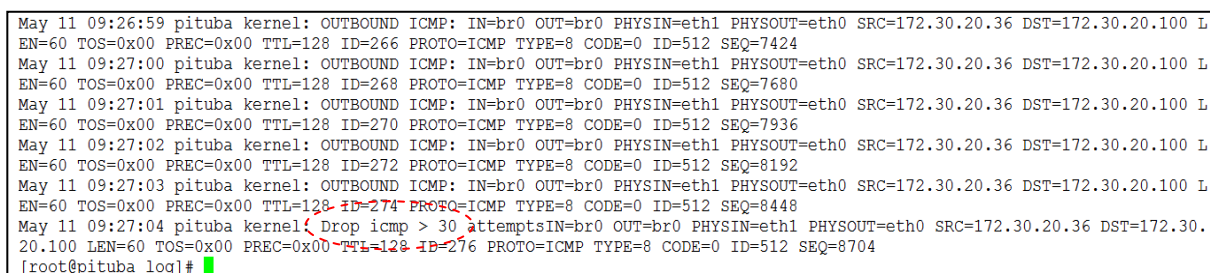 May 11 09:26:59 pituba kernel: OUTBOUND ICMP: IN=br0 OUT=br0 PHYSIN=eth1 PHYSOUT=eth0 SRC=172.30.20.36 DST=172.30.20.100 L
EN=60 TOS=0x00 PREC=0x00 TTL=128 ID=266 PROTO=ICMP TYPE=8 CODE=0 ID=512 SEQ=7424
May 11 09:27:00 pituba kernel: OUTBOUND ICMP: IN=br0 OUT=br0 PHYSIN=eth1 PHYSOUT=eth0 SRC=172.30.20.36 DST=172.30.20.100 L
EN=60 TOS=0x00 PREC=0x00 TTL=128 ID=268 PROTO=ICMP TYPE=8 CODE=0 ID=512 SEQ=7680
May 11 09:27:01 pituba kernel: OUTBOUND ICMP: IN=br0 OUT=br0 PHYSIN=eth1 PHYSOUT=eth0 SRC=172.30.20.36 DST=172.30.20.100 L
EN=60 TOS=0x00 PREC=0x00 TTL=128 ID=270 PROTO=ICMP TYPE=8 CODE=0 ID=512 SEQ=7936
May 11 09:27:02 pituba kernel: OUTBOUND ICMP: IN=br0 OUT=br0 PHYSIN=eth1 PHYSOUT=eth0 SRC=172.30.20.36 DST=172.30.20.100 L
EN=60 TOS=0x00 PREC=0x00 TTL=128 ID=272 PROTO=ICMP TYPE=8 CODE=0 ID=512 SEQ=8192
May 11 09:27:03 pituba kernel: OUTBOUND ICMP: IN=br0 OUT=br0 PHYSIN=eth1 PHYSOUT=eth0 SRC=172.30.20.36 DST=172.30.20.100 L
EN=60 TOS=0x00 PREC=0x00 TTL=128 ID=274 PROTO=ICMP TYPE=8 CODE=0 ID=512 SEQ=8448
May 11 09:27:04 pituba kernel: Drop icmp > 30 attemptsIN=br0 OUT=br0 PHYSIN=eth1 PHYSOUT=eth0 SRC=172.30.20.36 DST=172.30.
20.100 LEN=60 TOS=0x00 PREC=0x00 TTL=128 ID=276 PROTO=ICMP TYPE=8 CODE=0 ID=512 SEQ=8704
[root@pituba log]#